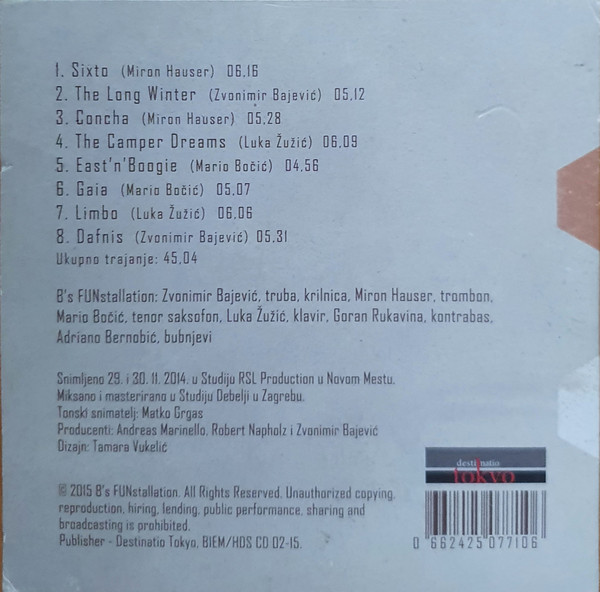 1. Sixto (Miron Hauser) 06,16
2. The Long Winter (Zvonimir Bajević) 05,12
3. Concha (Miron Hauser) 05,28
4. The Camper Dreams (Luka Žužić) 06,09
5. East'n'Boogie (Mario Bočić) 04,56
6. Gaia (Mario Bočić) 05,07
7. Limbo (Luka Žužić) 06,06
8. Dafnis (Zvonimir Bajević) 05,31
Ukupno trajanje: 45,04
B's FUNstallation: Zvonimir Bajević, truba, krilnica, Miron Hauser, trombon,
Mario Bočić, tenor saksofon, Luka Žužić, klavir, Goran Rukavina, kontrabas,
Adriano Bernobić, bubnjevi
Snimljeno 29. i 30. 11. 2014. u Studiju RSL Production u Novom Mestu.
Miksano i masterirano u Studiju Debelji u Zagrebu.
Tonski snimatelj: Matko Grgas
Producenti: Andreas Marinello, Robert Napholz i Zvonimir Bajević
Dizajn: Tamara Vukelić
© 2015 B's FUNstallation. All Rights Reserved. Unauthorized copying,
reproduction, hiring, lending, public performance, sharing and
broadcasting is prohibited.
Publisher - Destinatio Tokyo, BIEM/HDS CD 02-15.
destinatio
tokyo
0 662425 077106